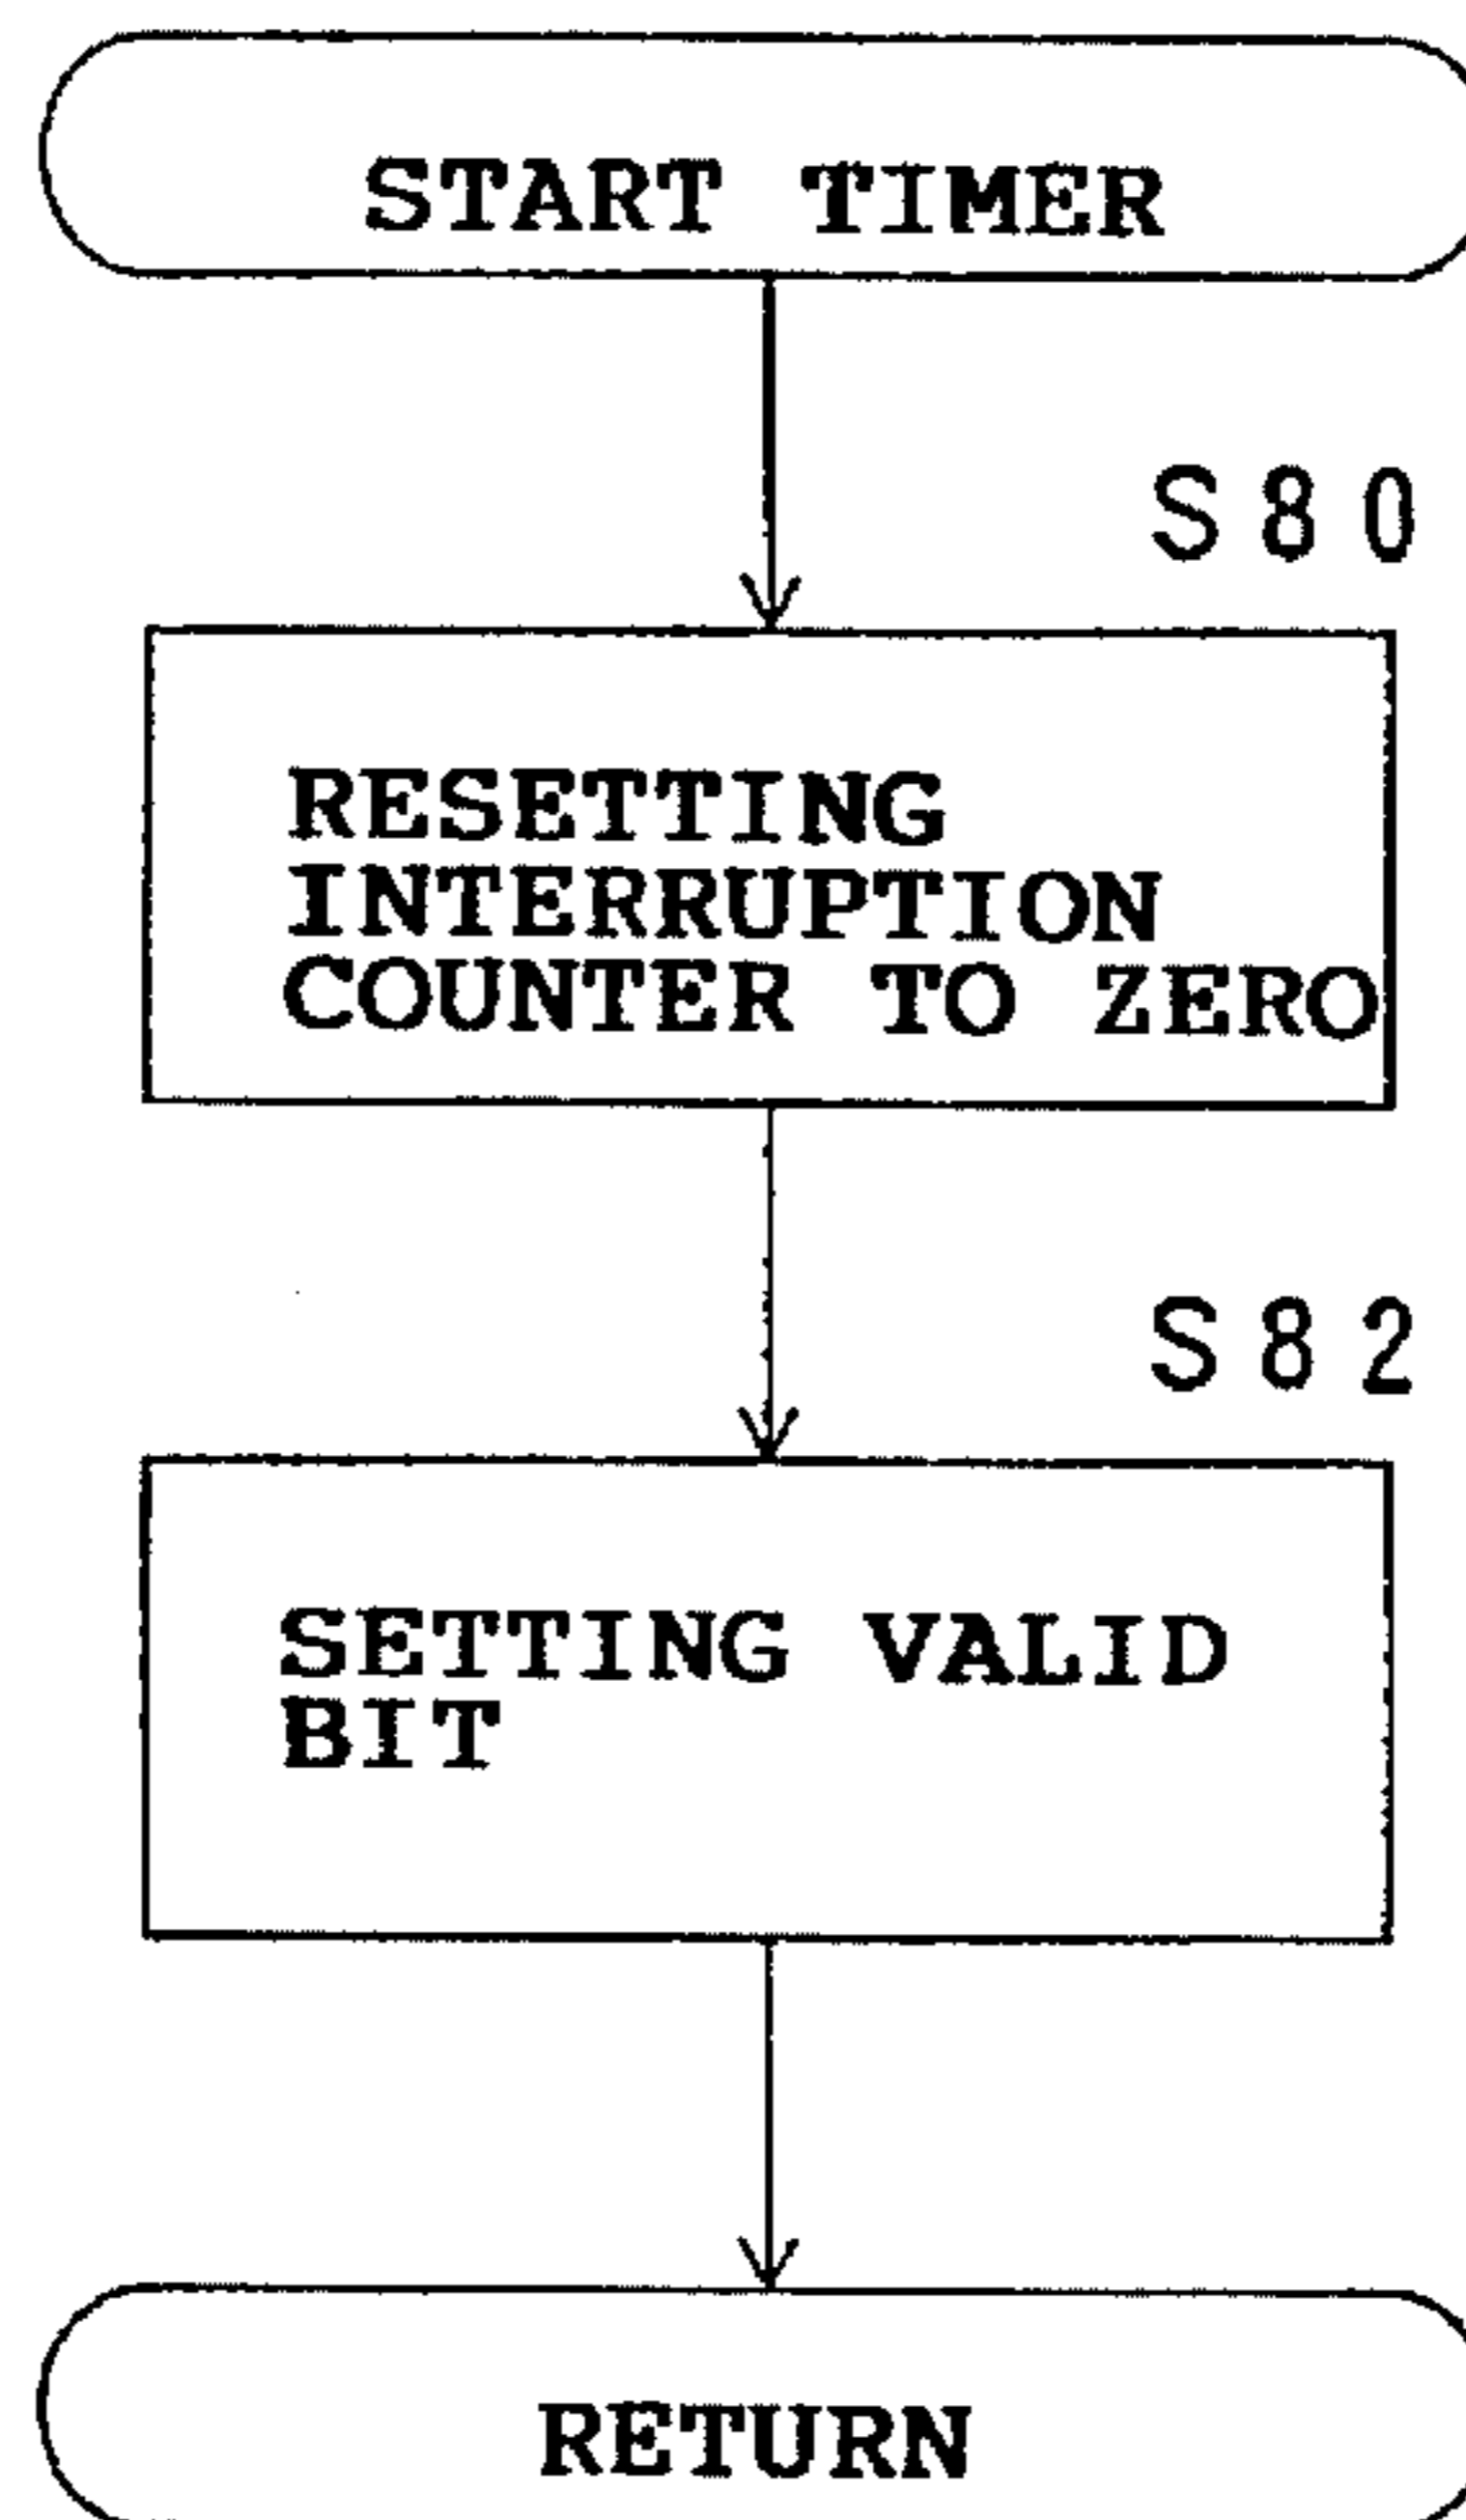 START TIMER
S80
RESETTING
INTERRUPTION
COUNTER TO ZERO
S82
SETTING VALID
BIT
RETURN